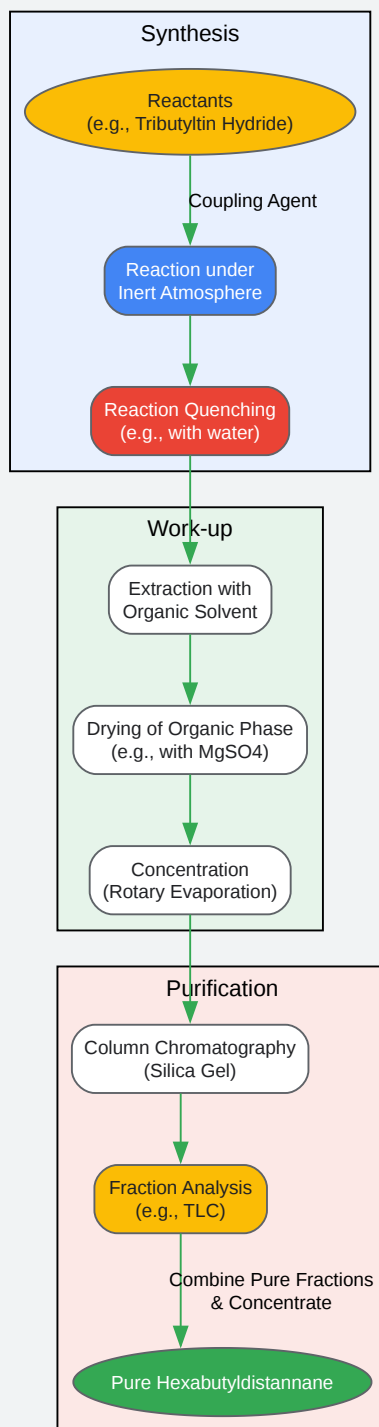 Synthesis
Reactants
(e.g., Tributyltin Hydride)
Coupling Agent
Reaction under
Inert Atmosphere
Reaction Quenching
(e.g., with water)
Work-up
Extraction with
Organic Solvent
Drying of Organic Phase
(e.g., with MgSO4)
Concentration
(Rotary Evaporation)
Purification
Column Chromatography
(Silica Gel)
Fraction Analysis
(e.g., TLC)
Combine Pure Fractions
& Concentrate
Pure Hexabutyldistannane